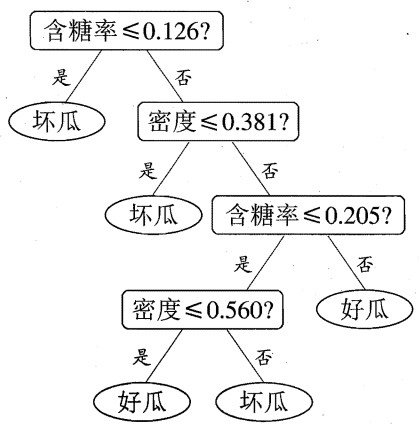 含糖率≤0.126?
是
否
坏瓜
密度≤0.381?
是
否
坏瓜
含糖率≤0.205?
是
否
密度≤0.560?
好瓜
是
否
好瓜
坏瓜